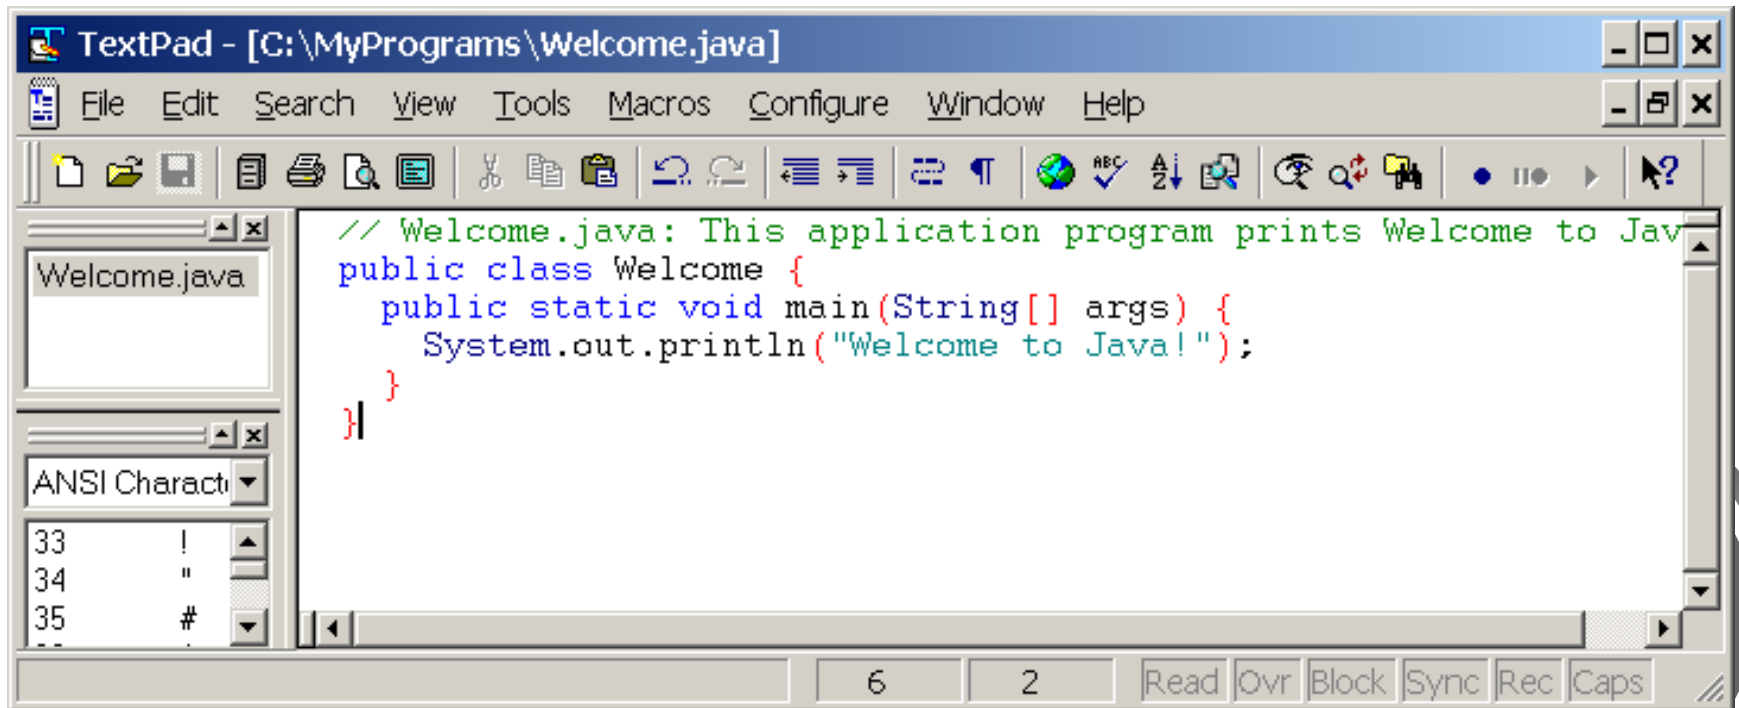 TextPad - [C:\MyPrograms\Welcome.java]
File Edit Search View Tools Macros Configure Window Help
ABC
A
Z
?
Welcome.java
// Welcome.java: This application program prints Welcome to Jav
public class Welcome {
  public static void main(String[] args) {
    System.out.println("Welcome to Java!");
  }
}
ANSI Charact
33 !
34 "
35 #
6 2 Read Ovr Block Sync Rec Caps